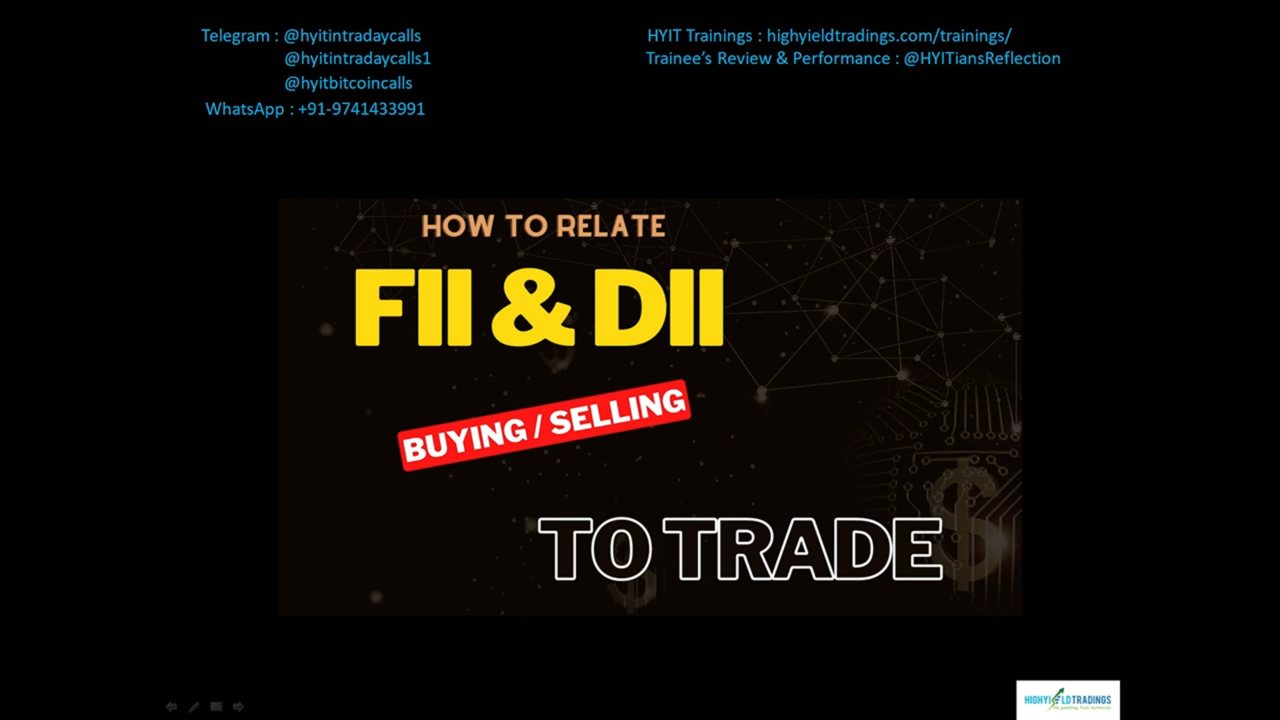 Telegram : @hyitintradaycalls
@hyitintradaycalls1
@hyitbitcoincalls
WhatsApp : +91-9741433991
HYIT Trainings : highyieldtradings.com/trainings/
Trainee’s Review & Performance : @HYITiansReflection
HOW TO RELATE
FII & DII
BUYING / SELLING
TO TRADE
HIGHYIELDTRADINGS